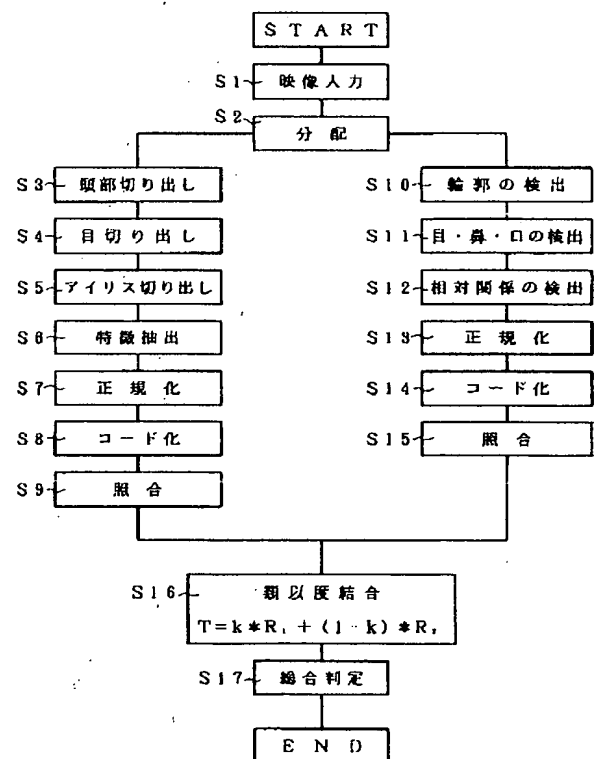 START
S1 映像入力
S2 分配
S3 頭部切り出し
S4 目切り出し
S5 アイリス切り出し
S6 特徴抽出
S7 正規化
S8 コード化
S9 照合
S10 輪郭の検出
S11 目・鼻・口の検出
S12 相対関係の検出
S13 正規化
S14 コード化
S15 照合
S16 類以度結合
T=k*R₁+(1-k)*R₂
S17 総合判定
END